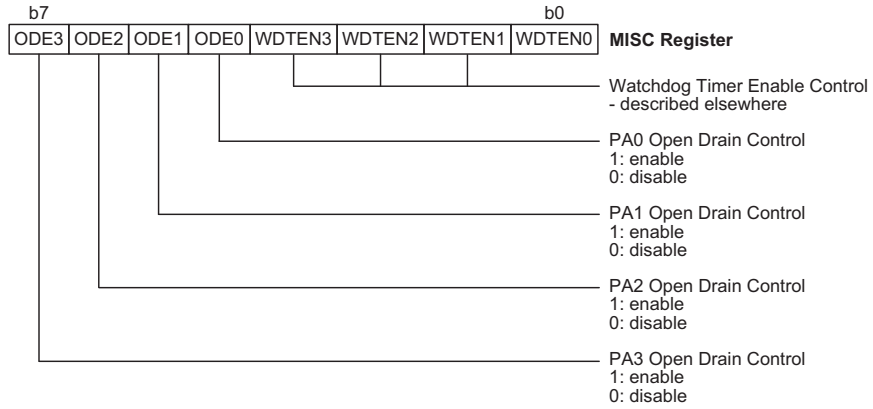 b7 b0
ODE3 ODE2 ODE1 ODE0 WDTEN3 WDTEN2 WDTEN1 WDTEN0 MISC Register
Watchdog Timer Enable Control
- described elsewhere
PA0 Open Drain Control
1: enable
0: disable
PA1 Open Drain Control
1: enable
0: disable
PA2 Open Drain Control
1: enable
0: disable
PA3 Open Drain Control
1: enable
0: disable